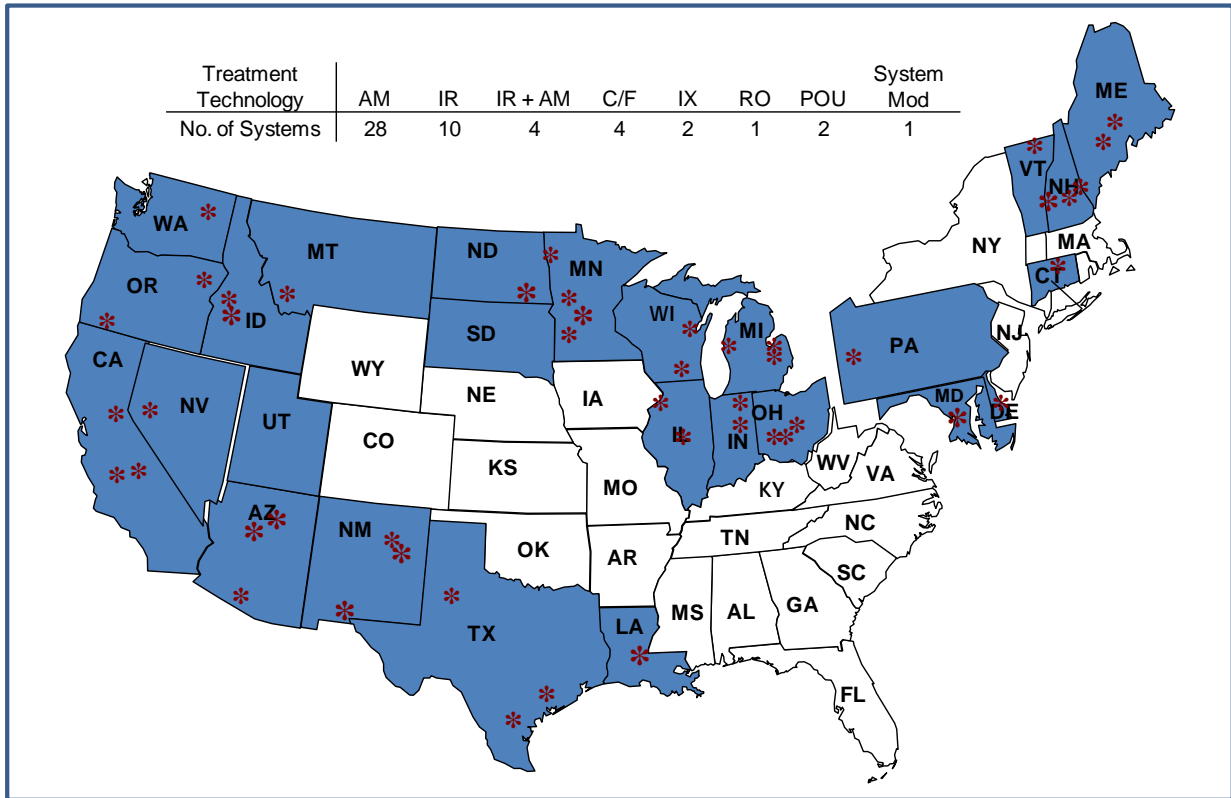 Treatment Technology AM IR IR + AM C/F IX RO POU System Mod
No. of Systems 28 10 4 4 2 1 2 1
ME
VT
NH
WA
MT
ND
MN
NY
MA
OR
ID
SD
WI
MI
CT
CA
WY
PA
NJ
NV
UT
NE
IA
OH
MD
DE
CO
IL
IN
KS
MO
WV
VA
KY
AZ
NM
OK
AR
TN
NC
SC
TX
LA
MS
AL
GA
FL